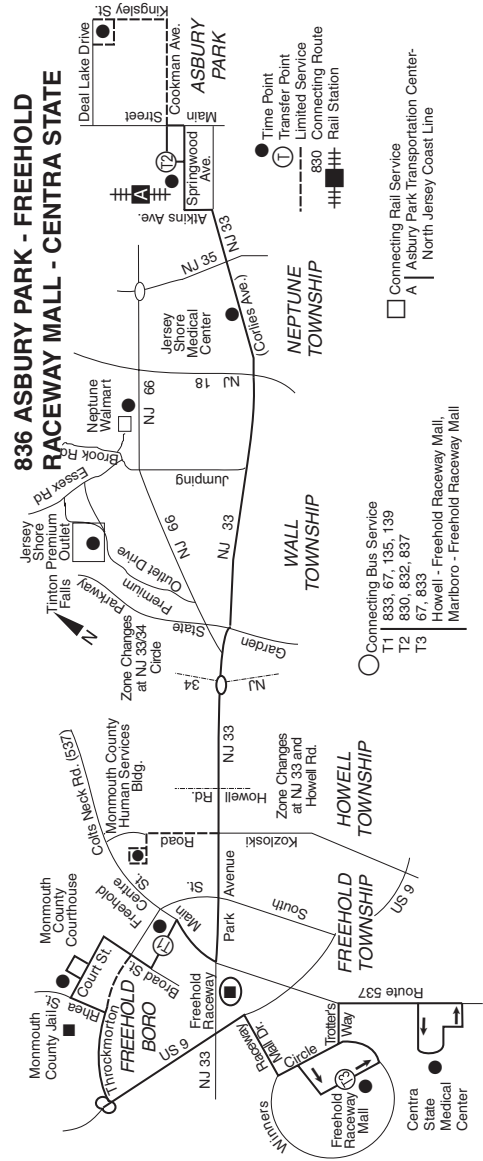 836 ASBURY PARK - FREEHOLD
RACEWAY MALL - CENTRA STATE
Monmouth
County Jail
Rhea
St.
Monmouth
County
Courthouse
Court St.
Throckmorton
FREEHOLD
BORO
Broad St.
T1
Freehold
Centre
St.
Main
St.
Colts Neck Rd. (537)
Monmouth County
Human Services
Bldg.
US 9
NJ 33
Freehold
Raceway
Park
Avenue
South
Road
Kozloski
Howell
Rd.
NJ 33
Zone Changes
at NJ 33 and
Howell Rd.
FREEHOLD
TOWNSHIP
US 9
HOWELL
TOWNSHIP
Raceway
Mall Dr.
Circle
Winners
Trotter's
Way
Route 537
T3
Freehold
Raceway
Mall
Centra
State
Medical
Center
N
Zone Changes
at NJ 33/34
Circle
NJ
34
Garden
State
Parkway
Tinton
Falls
Jersey
Shore
Premium
Outlet
Premium
Outlet Drive
Essex Rd
NJ 66
NJ 33
WALL
TOWNSHIP
Jumping
Brook Rd
Neptune
Walmart
NJ 66
NJ 18
Jersey
Shore
Medical
Center
(Corlies Ave.)
NJ 35
NJ 33
NEPTUNE
TOWNSHIP
Atkins Ave.
A
T2
Springwood
Ave.
Main
Street
Cookman Ave.
Deal Lake Drive
Kingsley
St.
ASBURY
PARK
Connecting Bus Service
T1 833, 67, 135, 139
T2 830, 832, 837
T3 67, 833
Howell - Freehold Raceway Mall,
Marlboro - Freehold Raceway Mall
Time Point
T Transfer Point
Limited Service
830 Connecting Route
Rail Station
Connecting Rail Service
A Asbury Park Transportation Center-
North Jersey Coast Line